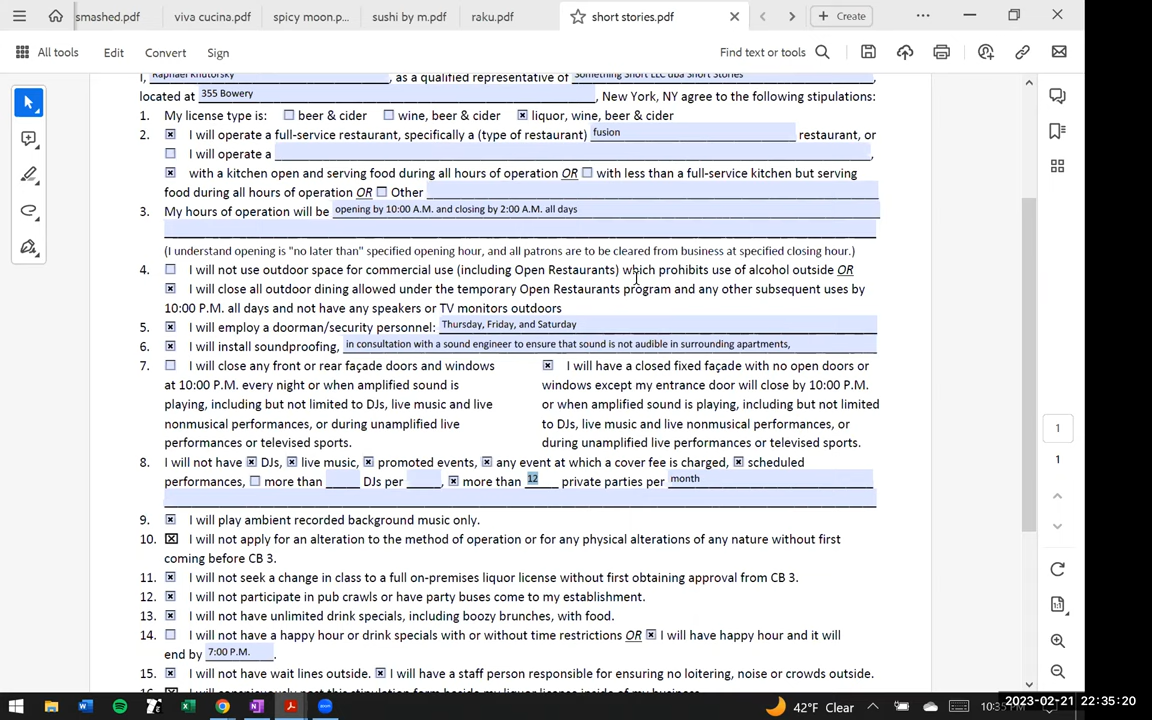 smashed.pdf viva cucina.pdf spicy moon.p... sushi by m.pdf raku.pdf short stories.pdf Create
All tools Edit Convert Sign Find text or tools
I, Raphael Khutorsky, as a qualified representative of Something Short LLC dba Short Stories,
located at 355 Bowery, New York, NY agree to the following stipulations:
1. My license type is: beer & cider wine, beer & cider liquor, wine, beer & cider
2. I will operate a full-service restaurant, specifically a (type of restaurant) fusion restaurant, or
I will operate a ,
with a kitchen open and serving food during all hours of operation OR with less than a full-service kitchen but serving
food during all hours of operation OR Other
3. My hours of operation will be opening by 10:00 A.M. and closing by 2:00 A.M. all days
(I understand opening is "no later than" specified opening hour, and all patrons are to be cleared from business at specified closing hour.)
4. I will not use outdoor space for commercial use (including Open Restaurants) which prohibits use of alcohol outside OR
I will close all outdoor dining allowed under the temporary Open Restaurants program and any other subsequent uses by
10:00 P.M. all days and not have any speakers or TV monitors outdoors
5. I will employ a doorman/security personnel: Thursday, Friday, and Saturday
6. I will install soundproofing, in consultation with a sound engineer to ensure that sound is not audible in surrounding apartments,
7. I will close any front or rear façade doors and windows
at 10:00 P.M. every night or when amplified sound is
playing, including but not limited to DJs, live music and live
nonmusical performances, or during unamplified live
performances or televised sports.
I will have a closed fixed façade with no open doors or
windows except my entrance door will close by 10:00 P.M.
or when amplified sound is playing, including but not limited
to DJs, live music and live nonmusical performances, or
during unamplified live performances or televised sports.
8. I will not have DJs, live music, promoted events, any event at which a cover fee is charged, scheduled
performances, more than DJs per , more than 12 private parties per month
9. I will play ambient recorded background music only.
10. I will not apply for an alteration to the method of operation or for any physical alterations of any nature without first
coming before CB 3.
11. I will not seek a change in class to a full on-premises liquor license without first obtaining approval from CB 3.
12. I will not participate in pub crawls or have party buses come to my establishment.
13. I will not have unlimited drink specials, including boozy brunches, with food.
14. I will not have a happy hour or drink specials with or without time restrictions OR I will have happy hour and it will
end by 7:00 P.M.
15. I will not have wait lines outside. I will have a staff person responsible for ensuring no loitering, noise or crowds outside.
16. I will conspicuously post this stipulation form beside my liquor license inside of my business.
1
1
42°F Clear 2023-02-21 22:35:20